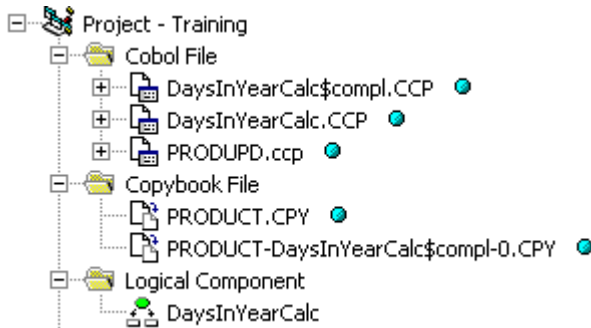 Project - Training
Cobol File
DaysInYearCalc$compl.CCP
DaysInYearCalc.CCP
PRODUPD.ccp
Copybook File
PRODUCT.CPY
PRODUCT-DaysInYearCalc$compl-0.CPY
Logical Component
DaysInYearCalc